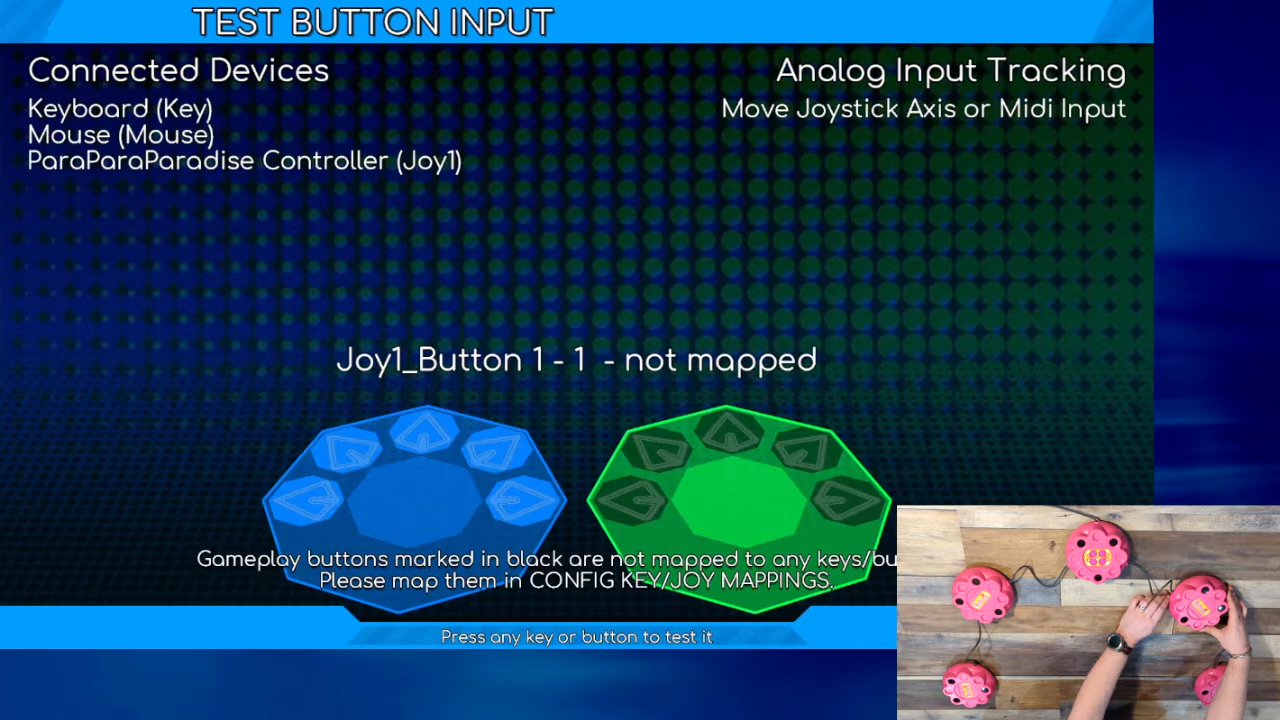 TEST BUTTON INPUT
Connected Devices
Keyboard (Key)
Mouse (Mouse)
ParaParaParadise Controller (Joy1)
Analog Input Tracking
Move Joystick Axis or Midi Input
Joy1_Button 1 - 1 - not mapped
Gameplay buttons marked in black are not mapped to any keys/bu
Please map them in CONFIG KEY/JOY MAPPINGS.
Press any key or button to test it